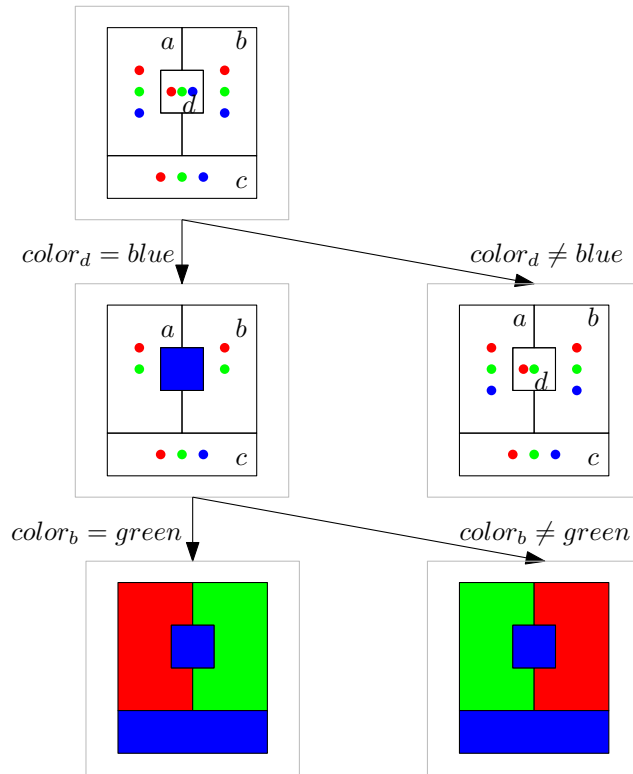 a b
d
c
color_d = blue color_d ≠ blue
a b
a b
d
c
c
color_b = green color_b ≠ green